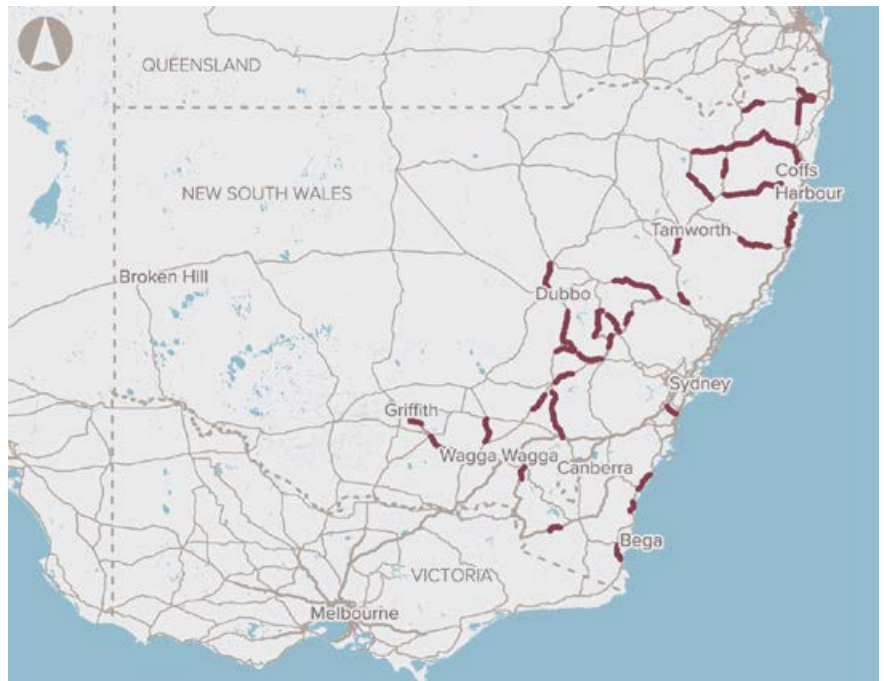 QUEENSLAND
NEW SOUTH WALES
Coffs
Harbour
Tamworth
Broken Hill
Dubbo
Sydney
Griffith
Wagga Wagga
Canberra
Bega
VICTORIA
Melbourne